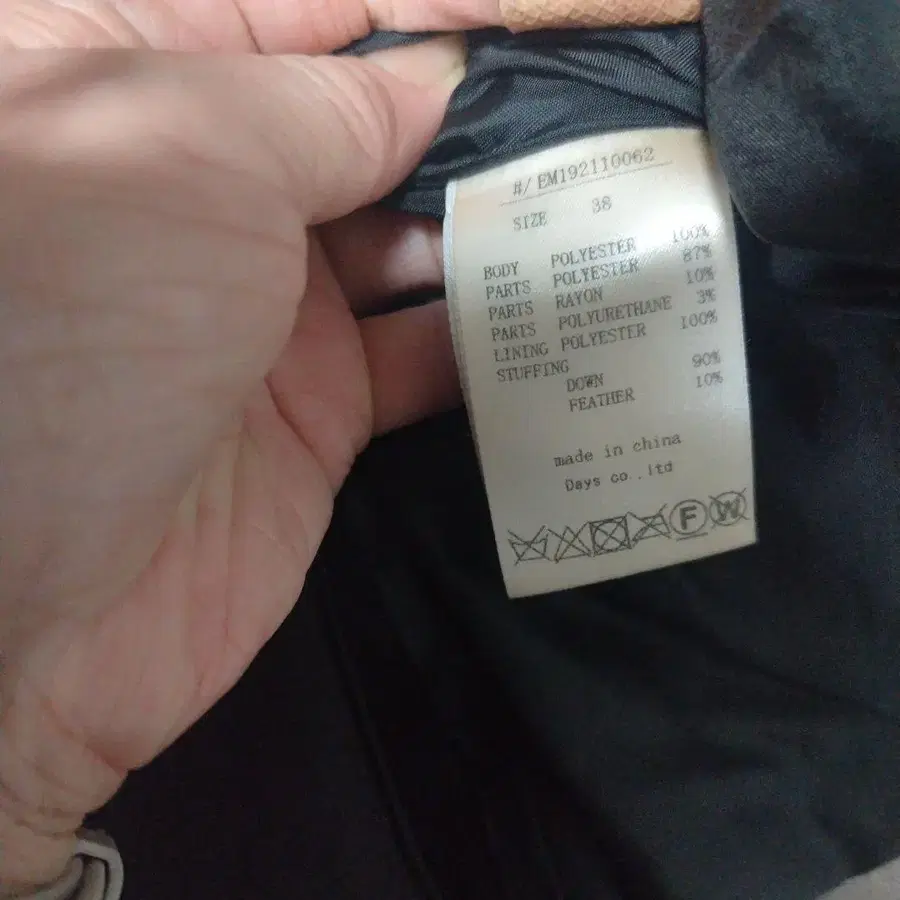 #/EM192110062
SIZE 38
BODY POLYESTER 100%
PARTS POLYESTER 87%
PARTS RAYON 10%
PARTS POLYURETHANE 3%
LINING POLYESTER 100%
STUFFING
DOWN 90%
FEATHER 10%
made in china
Days co.,ltd
F W